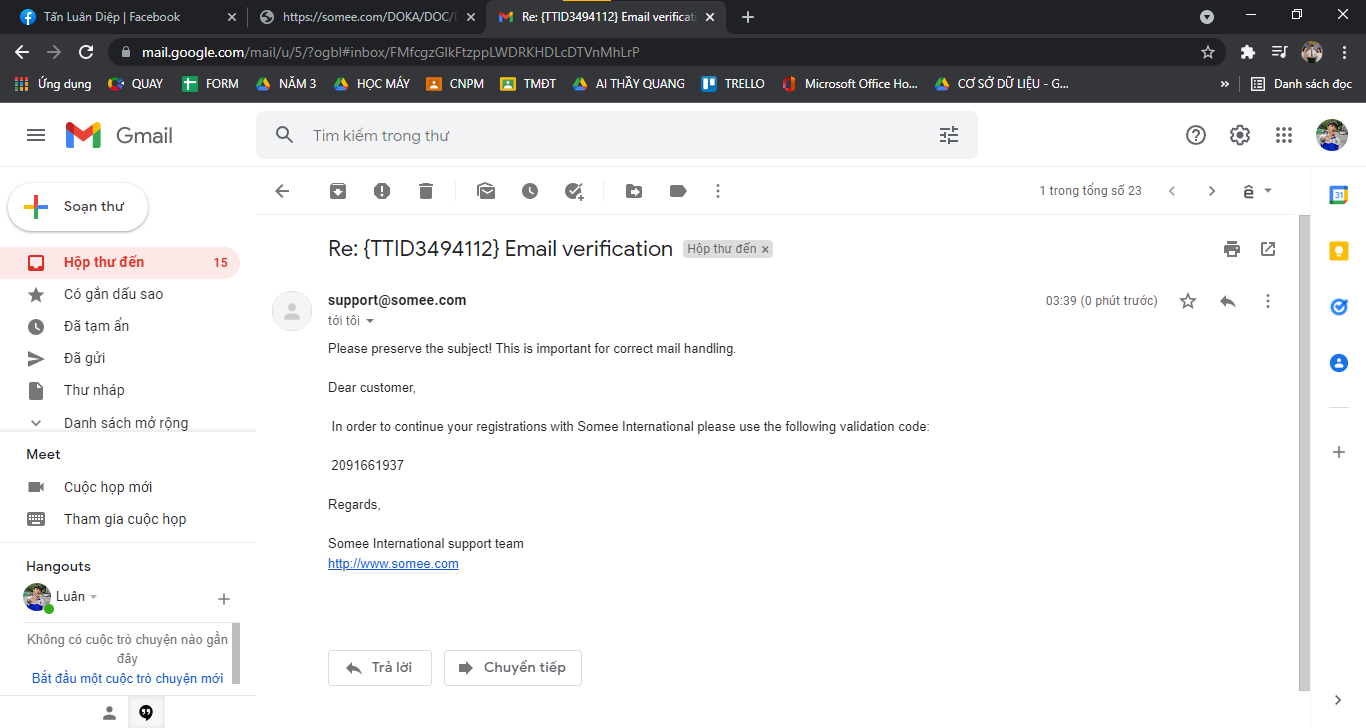 Tấn Luân Diệp | Facebook
https://somee.com/DOKA/DOC/D
Re: {TTID3494112} Email verificati
mail.google.com/mail/u/5/?ogbl#inbox/FMfcgzGlkFtzppLWDRKHDLcDTVnMhLrP
Ứng dụng QUAY FORM NĂM 3 HỌC MÁY CNPM TMĐT AI THẦY QUANG TRELLO Microsoft Office Ho... CƠ SỞ DỮ LIỆU - G... » Danh sách đọc
Gmail
Tìm kiếm trong thư
Soạn thư
Hộp thư đến 15
Có gắn dấu sao
Đã tạm ẩn
Đã gửi
Thư nháp
Danh sách mở rộng
Meet
Cuộc họp mới
Tham gia cuộc họp
Hangouts
Luân
Không có cuộc trò chuyện nào gần
đây
Bắt đầu một cuộc trò chuyện mới
1 trong tổng số 23
ê
Re: {TTID3494112} Email verification Hộp thư đến x
support@somee.com 03:39 (0 phút trước)
tới tôi
Please preserve the subject! This is important for correct mail handling.
Dear customer,
In order to continue your registrations with Somee International please use the following validation code:
2091661937
Regards,
Somee International support team
http://www.somee.com
Trả lời
Chuyển tiếp
31